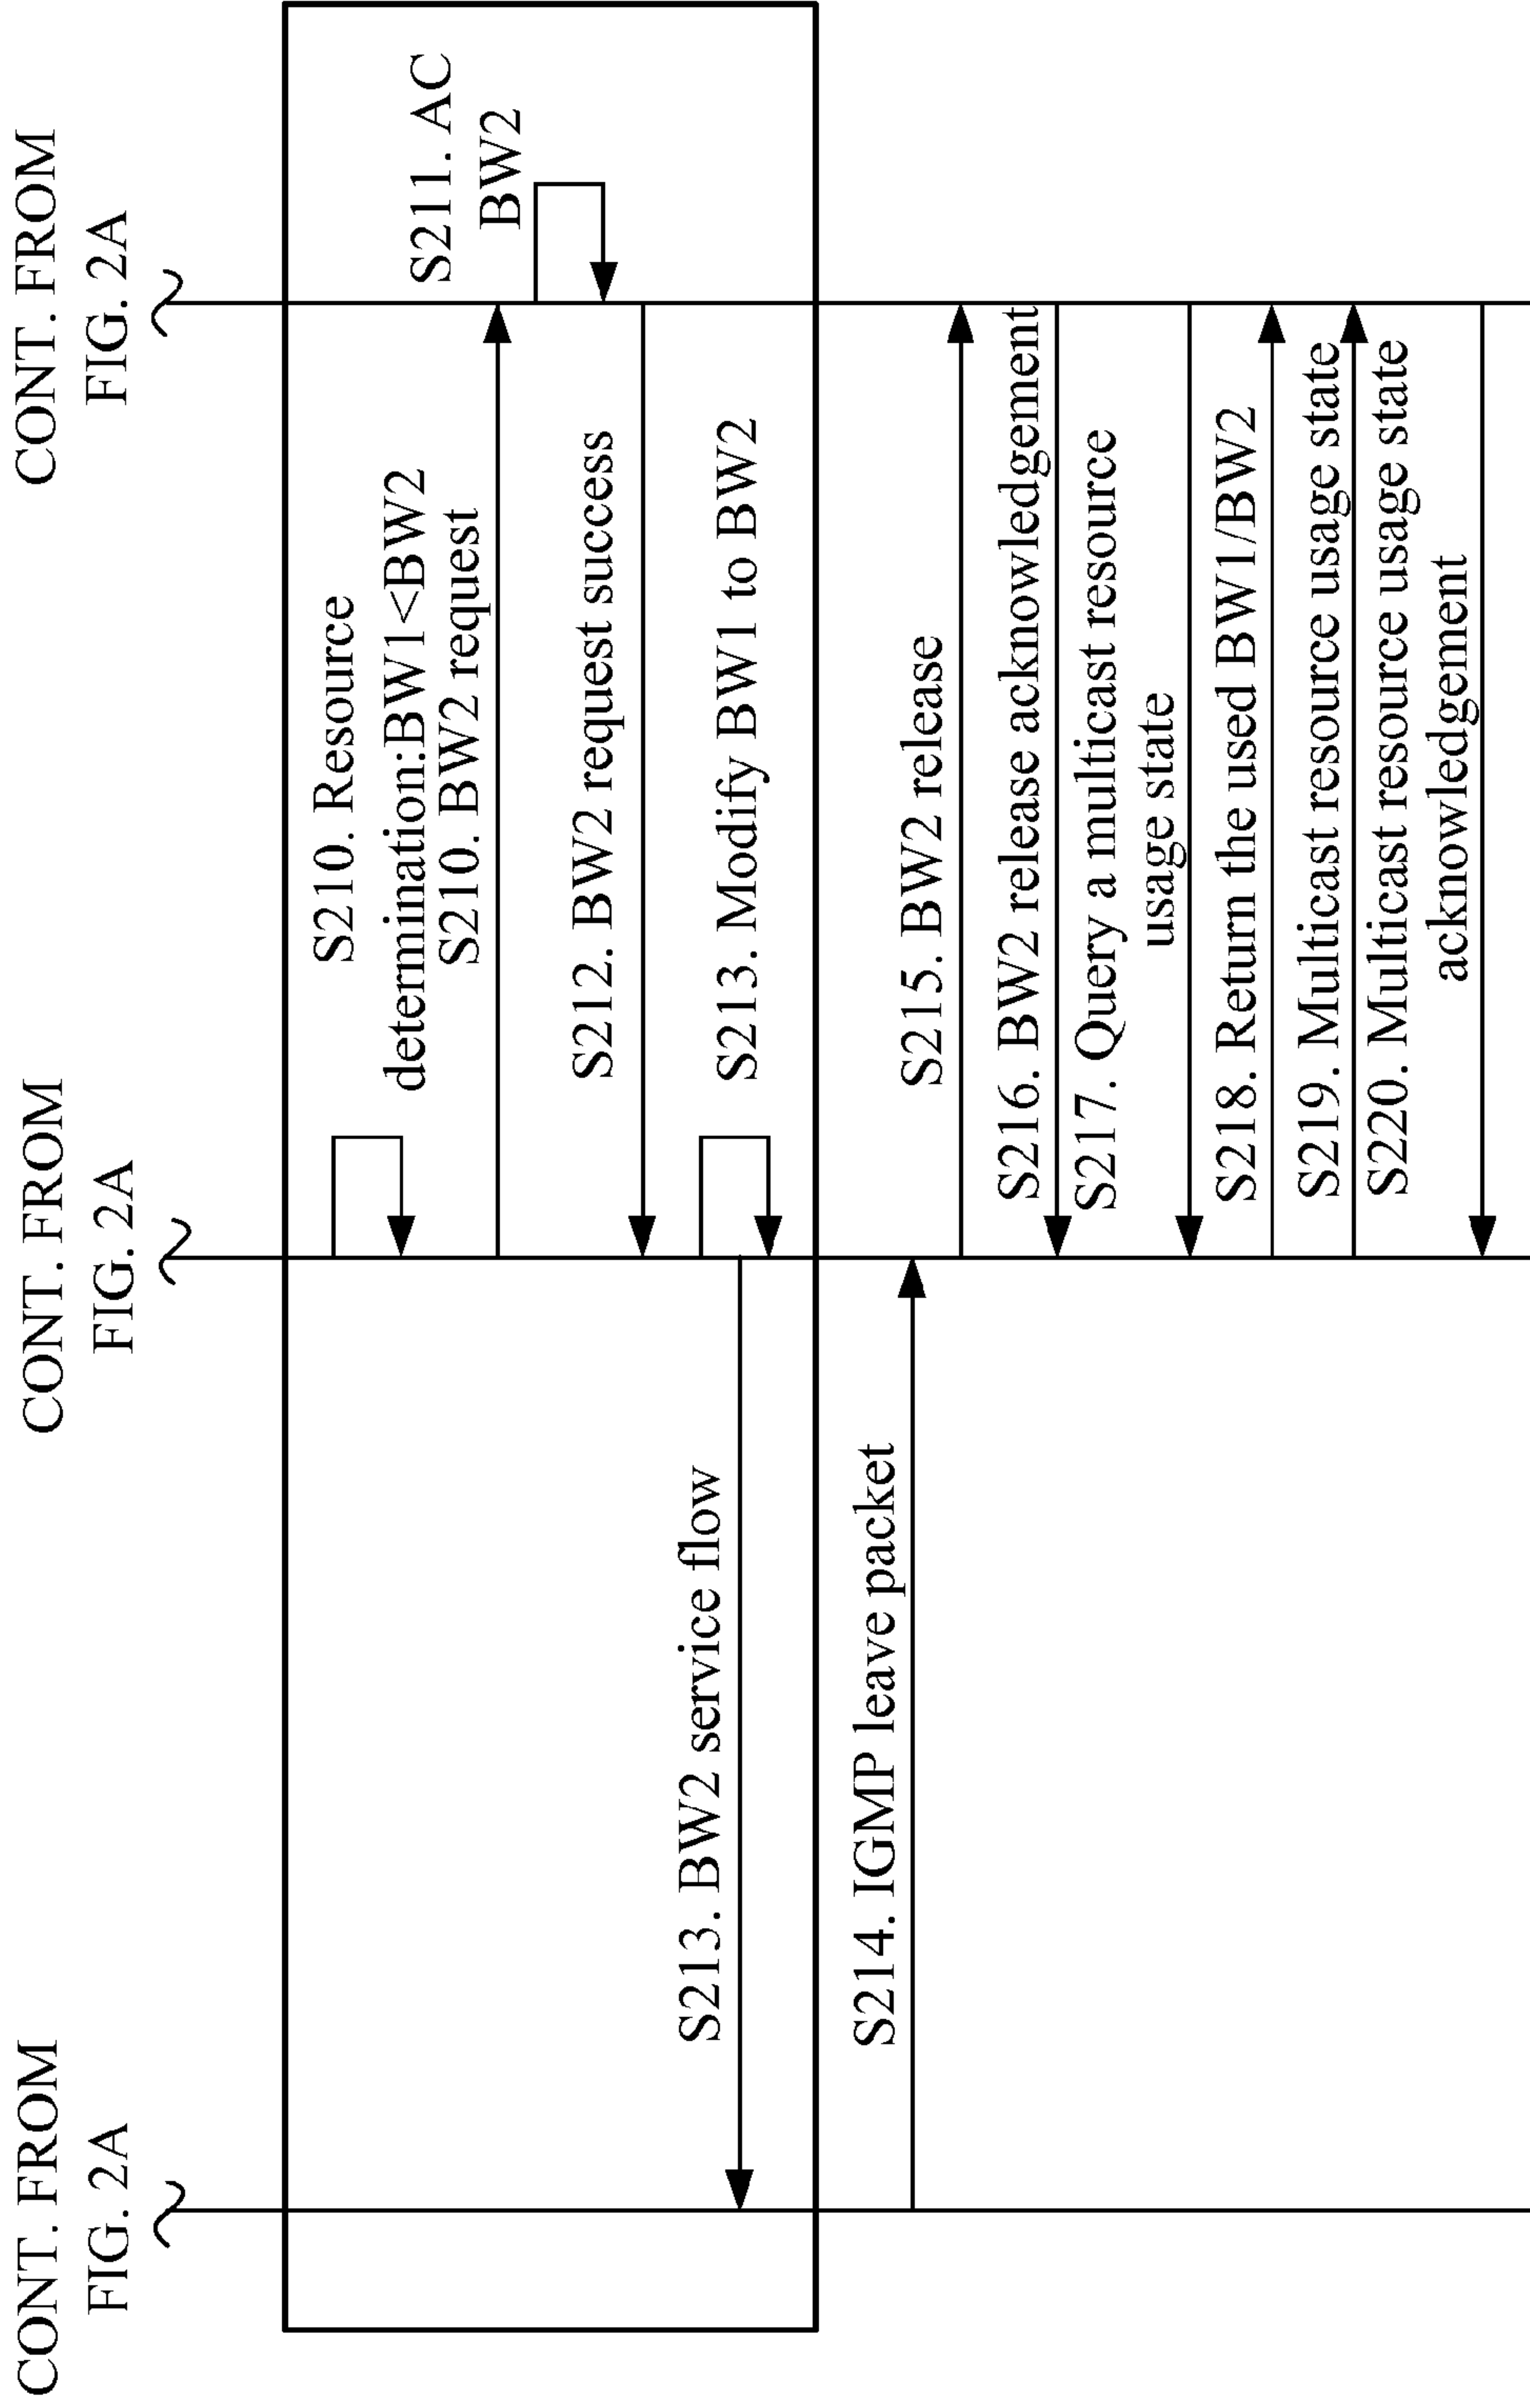 CONT. FROM
FIG. 2A
CONT. FROM
FIG. 2A
CONT. FROM
FIG. 2A
S210. Resource
determination:BW1<BW2
S210. BW2 request
S211. AC
BW2
S212. BW2 request success
S213. BW2 service flow
S213. Modify BW1 to BW2
S214. IGMP leave packet
S215. BW2 release
S216. BW2 release acknowledgement
S217. Query a multicast resource
usage state
S218. Return the used BW1/BW2
S219. Multicast resource usage state
S220. Multicast resource usage state
acknowledgement